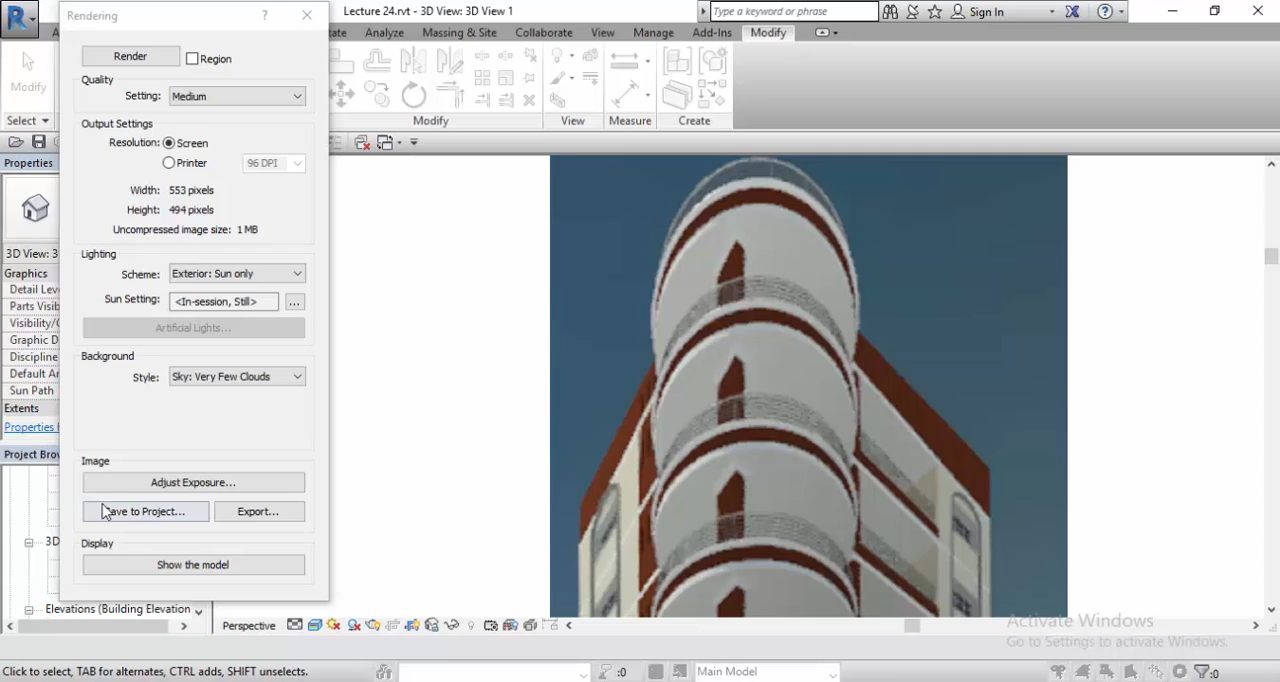 Rendering ?
Lecture 24.rvt - 3D View: 3D View 1
Type a keyword or phrase
Sign In
Analyze Massing & Site Collaborate View Manage Add-Ins Modify
Render
Region
Quality
Setting: Medium
Output Settings
Resolution: Screen
Printer 96 DPI
Width: 553 pixels
Height: 494 pixels
Uncompressed image size: 1 MB
Lighting
Scheme: Exterior: Sun only
Sun Setting: <In-session, Still> ...
Artificial Lights...
Background
Style: Sky: Very Few Clouds
Image
Adjust Exposure...
to Project... Export...
Display
Show the model
Modify
Select
Modify View Measure Create
Properties
3D View: 3
Graphics
Detail Leve
Parts Visib
Visibility/G
Graphic D
Discipline
Default An
Sun Path
Extents
Properties h
Project Brow
3D
Elevations (Building Elevation
Perspective
Activate Windows
Go to Settings to activate Windows.
Click to select, TAB for alternates, CTRL adds, SHIFT unselects.
:0
Main Model
:0